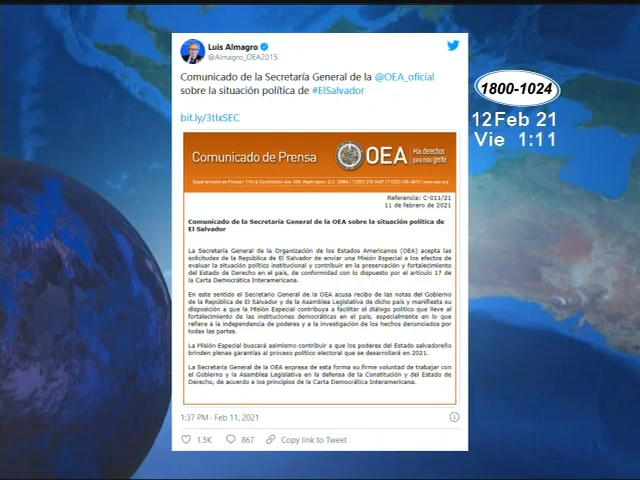 Luis Almagro
@Almagro_OEA2015
Comunicado de la Secretaría General de la @OEA_oficial
sobre la situación política de #ElSalvador
bit.ly/3tlxSEC
Comunicado de Prensa
OEA
Más derechos
para más gente
Referencia: C-011/21
11 de febrero de 2021
Comunicado de la Secretaría General de la OEA sobre la situación política de
El Salvador
La Secretaría General de la Organización de los Estados Americanos (OEA) acepta las
solicitudes de la República de El Salvador de enviar una Misión Especial a los efectos de
evaluar la situación político institucional y contribuir en la preservación y fortalecimiento
del Estado de Derecho en el país, de conformidad con lo dispuesto por el artículo 17 de
la Carta Democrática Interamericana.
En este sentido el Secretario General de la OEA acusa recibo de las notas del Gobierno
de la República de El Salvador y de la Asamblea Legislativa de dicho país y manifiesta su
disposición a que la Misión Especial contribuya a facilitar el diálogo político que lleve al
fortalecimiento de las instituciones democráticas en el país, especialmente en lo que
refiere a la independencia de poderes y a la investigación de los hechos denunciados por
todas las partes.
La Misión Especial buscará asimismo contribuir a que los poderes del Estado salvadoreño
brinden plenas garantías al proceso político electoral que se desarrollará en 2021.
La Secretaría General de la OEA expresa de esta forma su firme voluntad de trabajar con
el Gobierno y la Asamblea Legislativa en la defensa de la Constitución y del Estado de
Derecho, de acuerdo a los principios de la Carta Democrática Interamericana.
1:37 PM · Feb 11, 2021
1.5K 867 Copy link to Tweet
1800-1024
12Feb 21
Vie 1:11